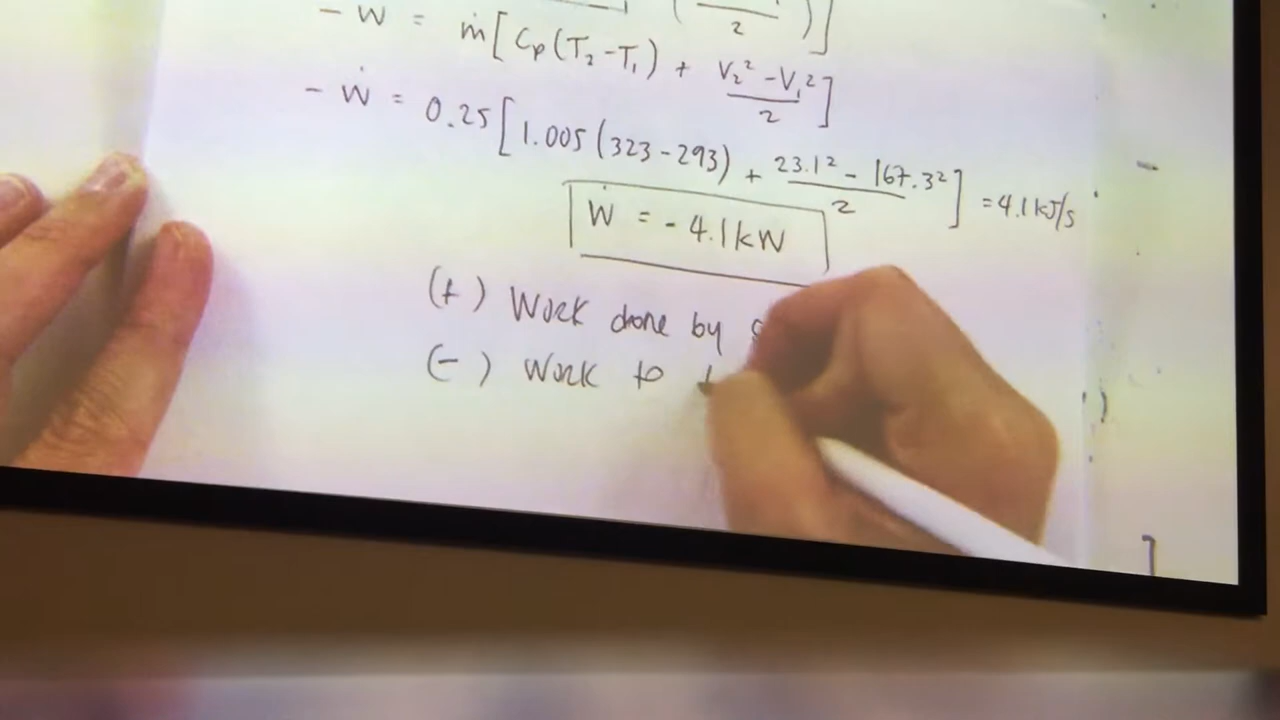 2 )]
- W = ṁ[Cp(T₂-T₁) + V₂² - V₁² / 2]
- Ẇ = 0.25[1.005(323-293) + 23.1² - 167.3² / 2] = 4.1 kJ/s
Ẇ = - 4.1 kW
(+) Work done by
(-) Work to